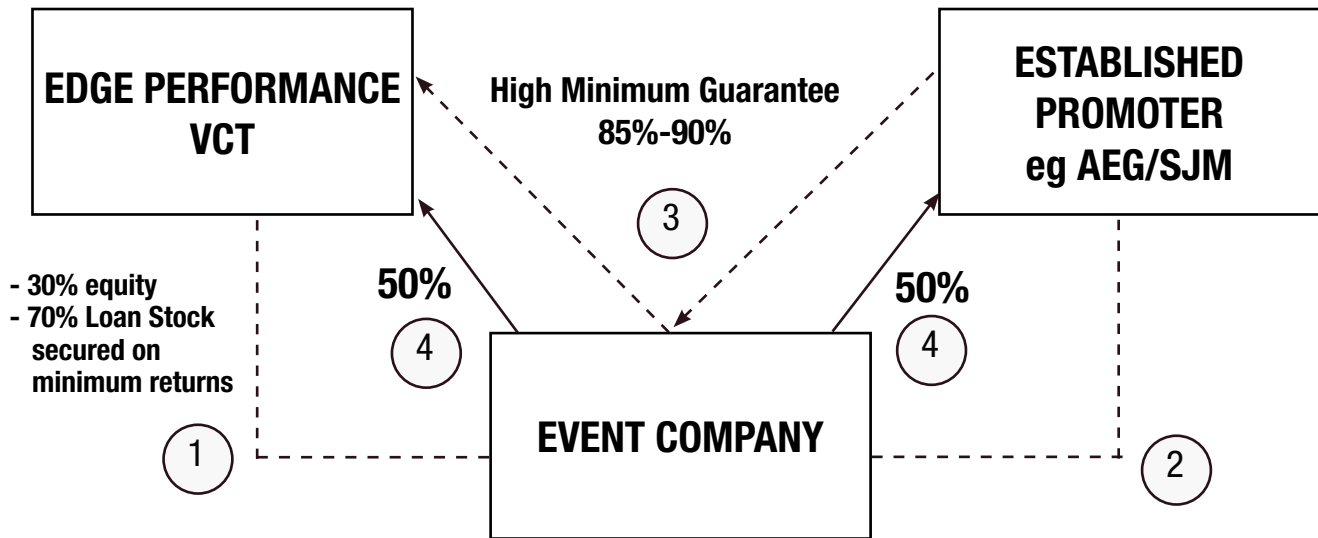 EDGE PERFORMANCE
VCT
High Minimum Guarantee
85%-90%
ESTABLISHED
PROMOTER
eg AEG/SJM
3
- 30% equity
- 70% Loan Stock
secured on
minimum returns
50%
4
50%
4
EVENT COMPANY
1
2